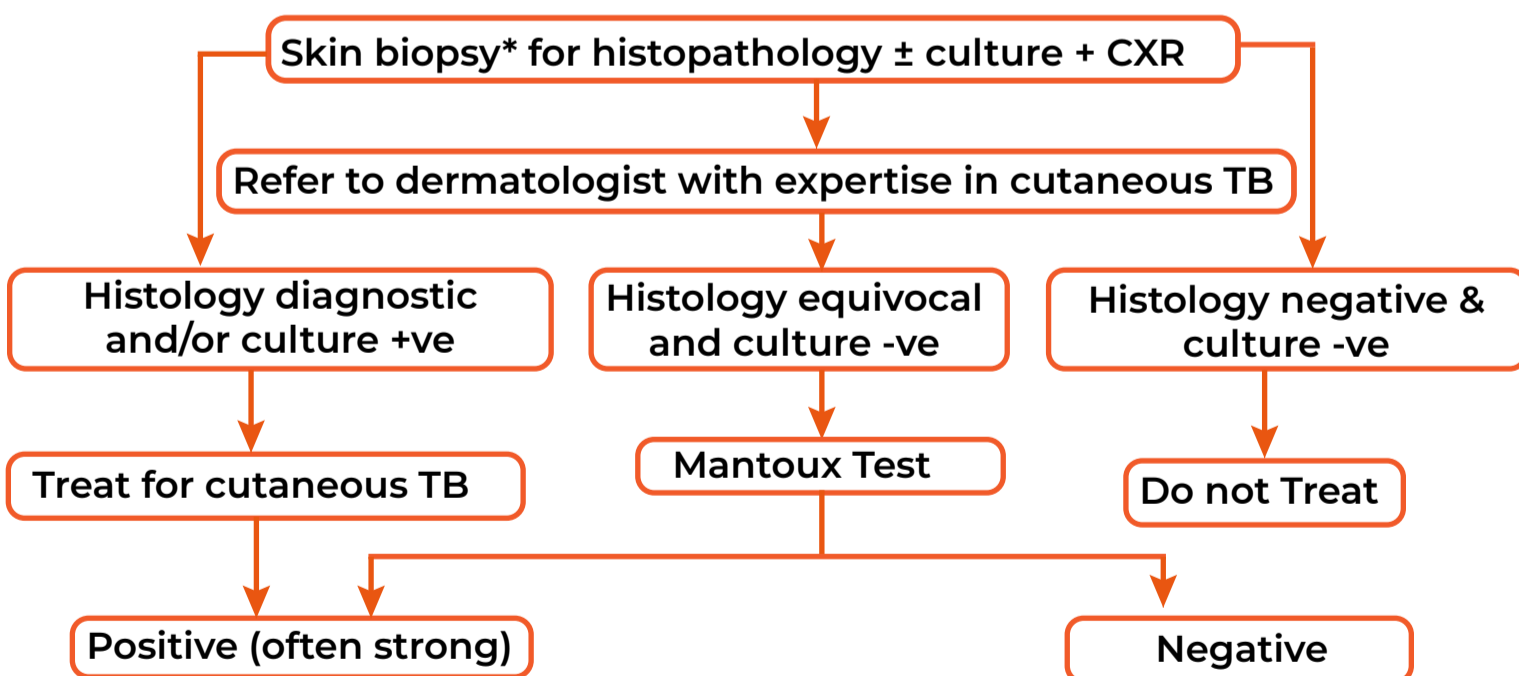 Skin biopsy* for histopathology ± culture + CXR
Refer to dermatologist with expertise in cutaneous TB
Histology diagnostic
and/or culture +ve
Histology equivocal
and culture -ve
Histology negative &
culture -ve
Treat for cutaneous TB
Mantoux Test
Do not Treat
Positive (often strong)
Negative